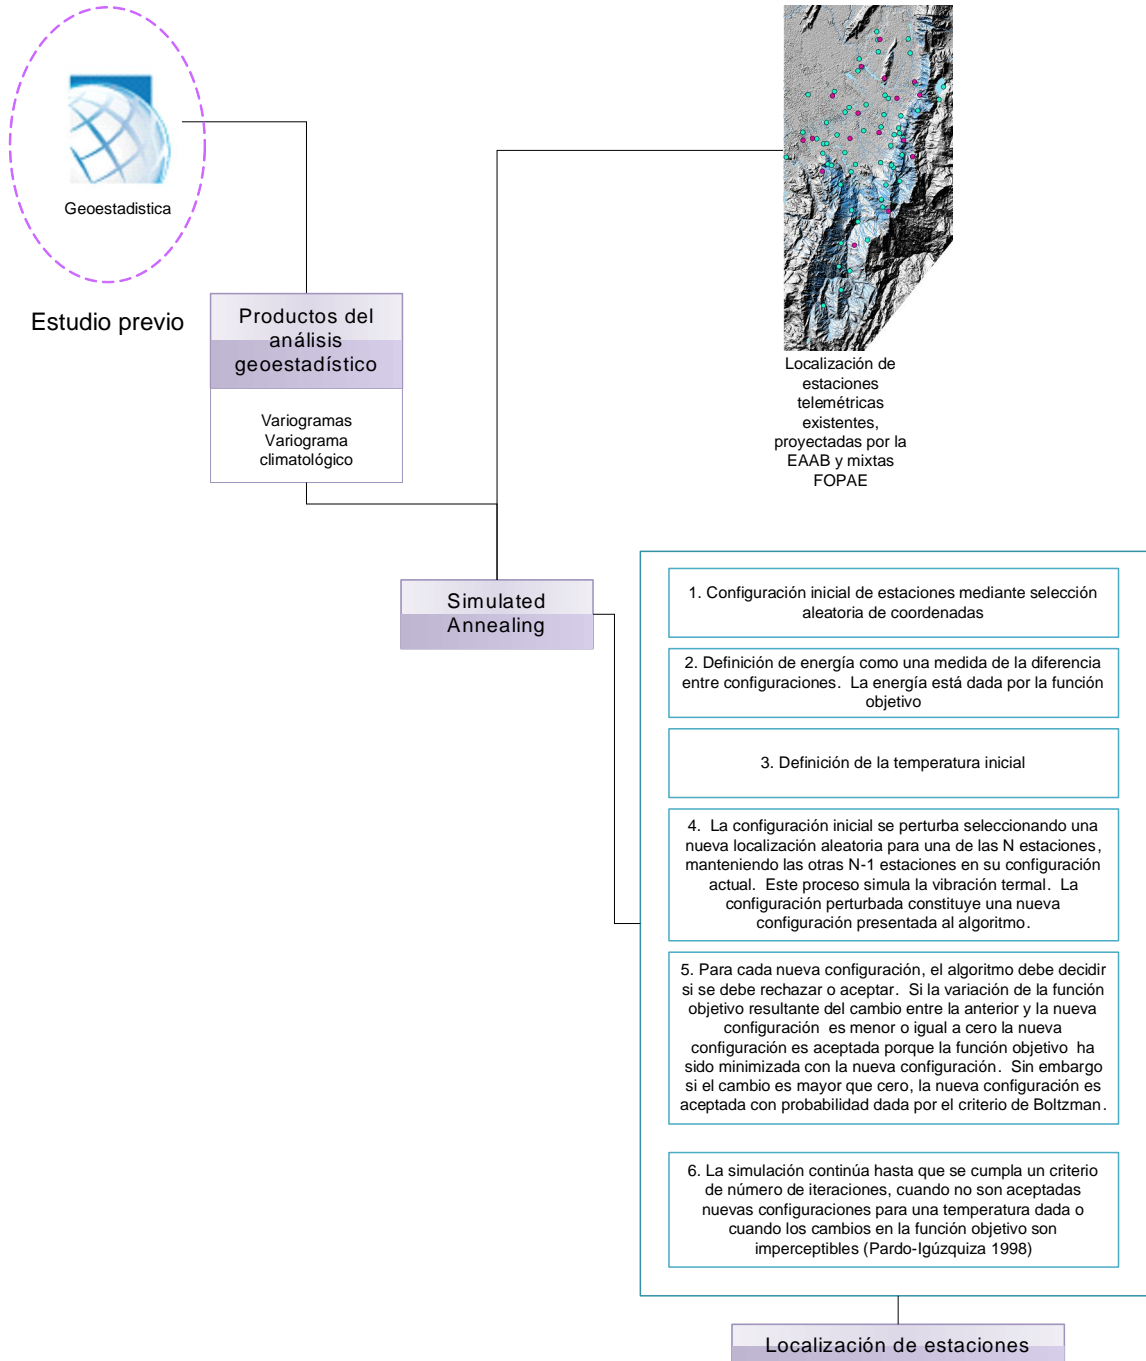 Geoestadistica
Estudio previo
Productos del
análisis
geoestadístico
Variogramas
Variograma
climatológico
Localización de
estaciones
telemétricas
existentes,
proyectadas por la
EAAB y mixtas
FOPAE
Simulated
Annealing
1. Configuración inicial de estaciones mediante selección
aleatoria de coordenadas
2. Definición de energía como una medida de la diferencia
entre configuraciones. La energía está dada por la función
objetivo
3. Definición de la temperatura inicial
4. La configuración inicial se perturba seleccionando una
nueva localización aleatoria para una de las N estaciones,
manteniendo las otras N-1 estaciones en su configuración
actual. Este proceso simula la vibración termal. La
configuración perturbada constituye una nueva
configuración presentada al algoritmo.
5. Para cada nueva configuración, el algoritmo debe decidir
si se debe rechazar o aceptar. Si la variación de la función
objetivo resultante del cambio entre la anterior y la nueva
configuración es menor o igual a cero la nueva
configuración es aceptada porque la función objetivo ha
sido minimizada con la nueva configuración. Sin embargo
si el cambio es mayor que cero, la nueva configuración es
aceptada con probabilidad dada por el criterio de Boltzman.
6. La simulación continúa hasta que se cumpla un criterio
de número de iteraciones, cuando no son aceptadas
nuevas configuraciones para una temperatura dada o
cuando los cambios en la función objetivo son
imperceptibles (Pardo-Igúzquiza 1998)
Localización de estaciones